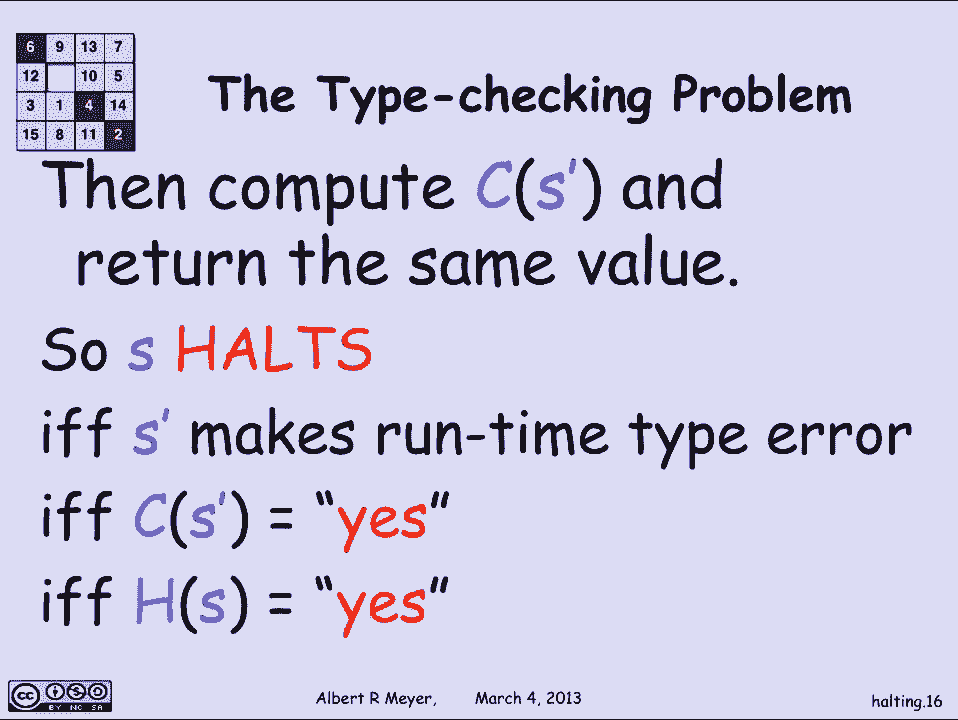 6 9 13 7
12 10 5
3 1 4 14
15 8 11 2
The Type-checking Problem
Then compute C(s′) and
return the same value.
So s HALTS
iff s′ makes run-time type error
iff C(s′) = “yes”
iff H(s) = “yes”
cc BY NC SA
Albert R Meyer, March 4, 2013
halting.16